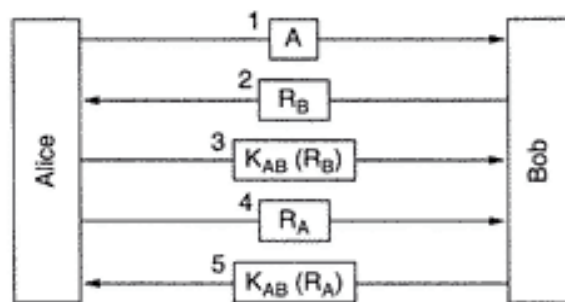 Alice
1 A
2 R_B
3 K_AB (R_B)
4 R_A
5 K_AB (R_A)
Bob